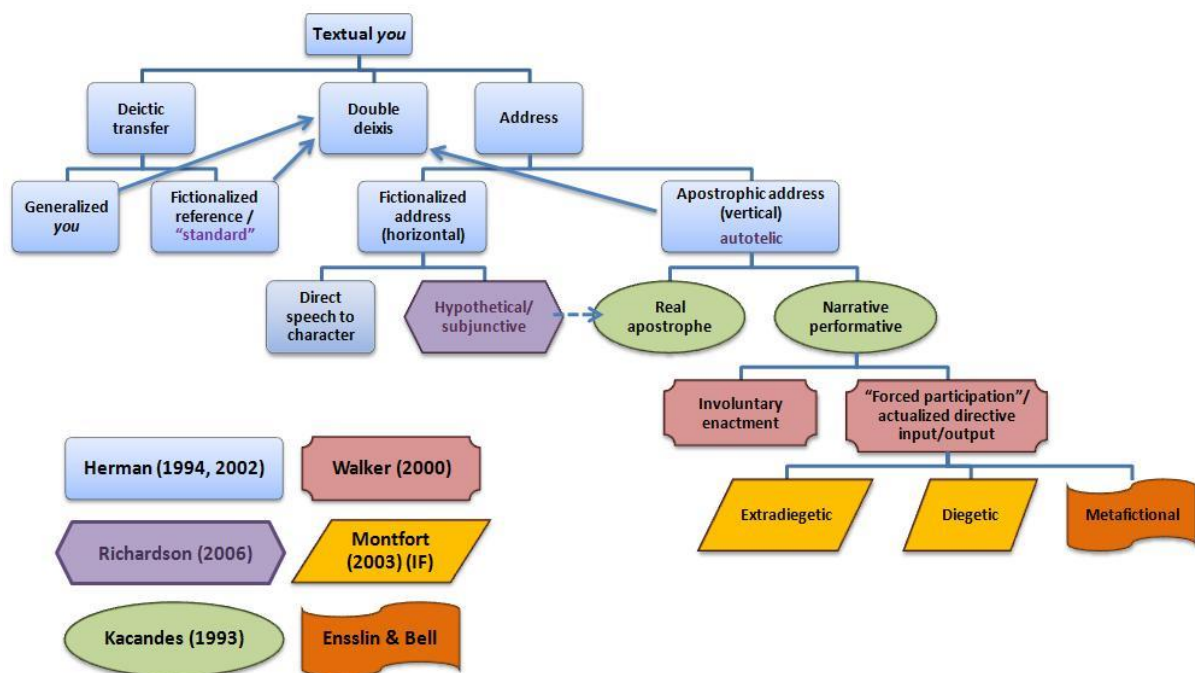 Textual you
Deictic
transfer
Double
deixis
Address
Generalized
you
Fictionalized
reference /
“standard”
Fictionalized
address
(horizontal)
Apostrophic address
(vertical)
autotelic
Direct
speech to
character
Hypothetical/
subjunctive
Real
apostrophe
Narrative
performative
Involuntary
enactment
“Forced participation”/
actualized directive
input/output
Extradiegetic
Diegetic
Metafictional
Herman (1994, 2002)
Walker (2000)
Richardson (2006)
Montfort
(2003) (IF)
Kacandes (1993)
Ensslin & Bell